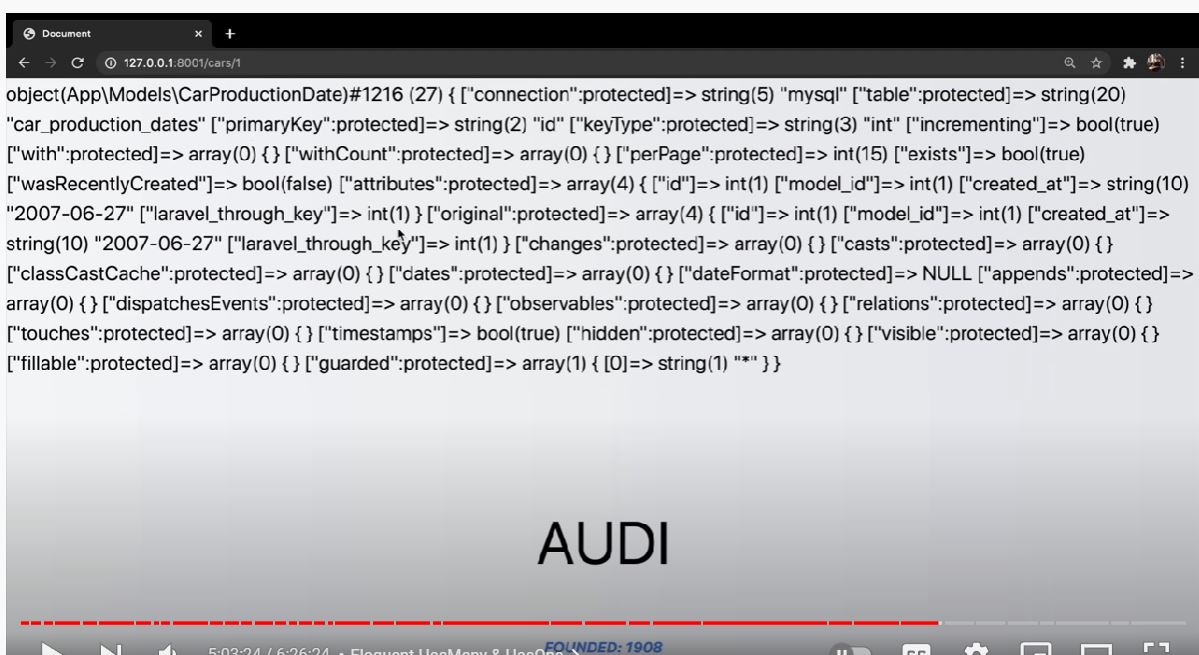 Document
127.0.0.1:8001/cars/1
object(App\Models\CarProductionDate)#1216 (27) { ["connection":protected]=> string(5) "mysql" ["table":protected]=> string(20)
"car_production_dates" ["primaryKey":protected]=> string(2) "id" ["keyType":protected]=> string(3) "int" ["incrementing"]=> bool(true)
["with":protected]=> array(0) { } ["withCount":protected]=> array(0) { } ["perPage":protected]=> int(15) ["exists"]=> bool(true)
["wasRecentlyCreated"]=> bool(false) ["attributes":protected]=> array(4) { ["id"]=> int(1) ["model_id"]=> int(1) ["created_at"]=> string(10)
"2007-06-27" ["laravel_through_key"]=> int(1) } ["original":protected]=> array(4) { ["id"]=> int(1) ["model_id"]=> int(1) ["created_at"]=>
string(10) "2007-06-27" ["laravel_through_key"]=> int(1) } ["changes":protected]=> array(0) { } ["casts":protected]=> array(0) { }
["classCastCache":protected]=> array(0) { } ["dates":protected]=> array(0) { } ["dateFormat":protected]=> NULL ["appends":protected]=>
array(0) { } ["dispatchesEvents":protected]=> array(0) { } ["observables":protected]=> array(0) { } ["relations":protected]=> array(0) { }
["touches":protected]=> array(0) { } ["timestamps"]=> bool(true) ["hidden":protected]=> array(0) { } ["visible":protected]=> array(0) { }
["fillable":protected]=> array(0) { } ["guarded":protected]=> array(1) { [0]=> string(1) "*" } }
AUDI
FOUNDED: 1908
5:03:24 / 6:26:24 • Eloquent HasMany & HasOne